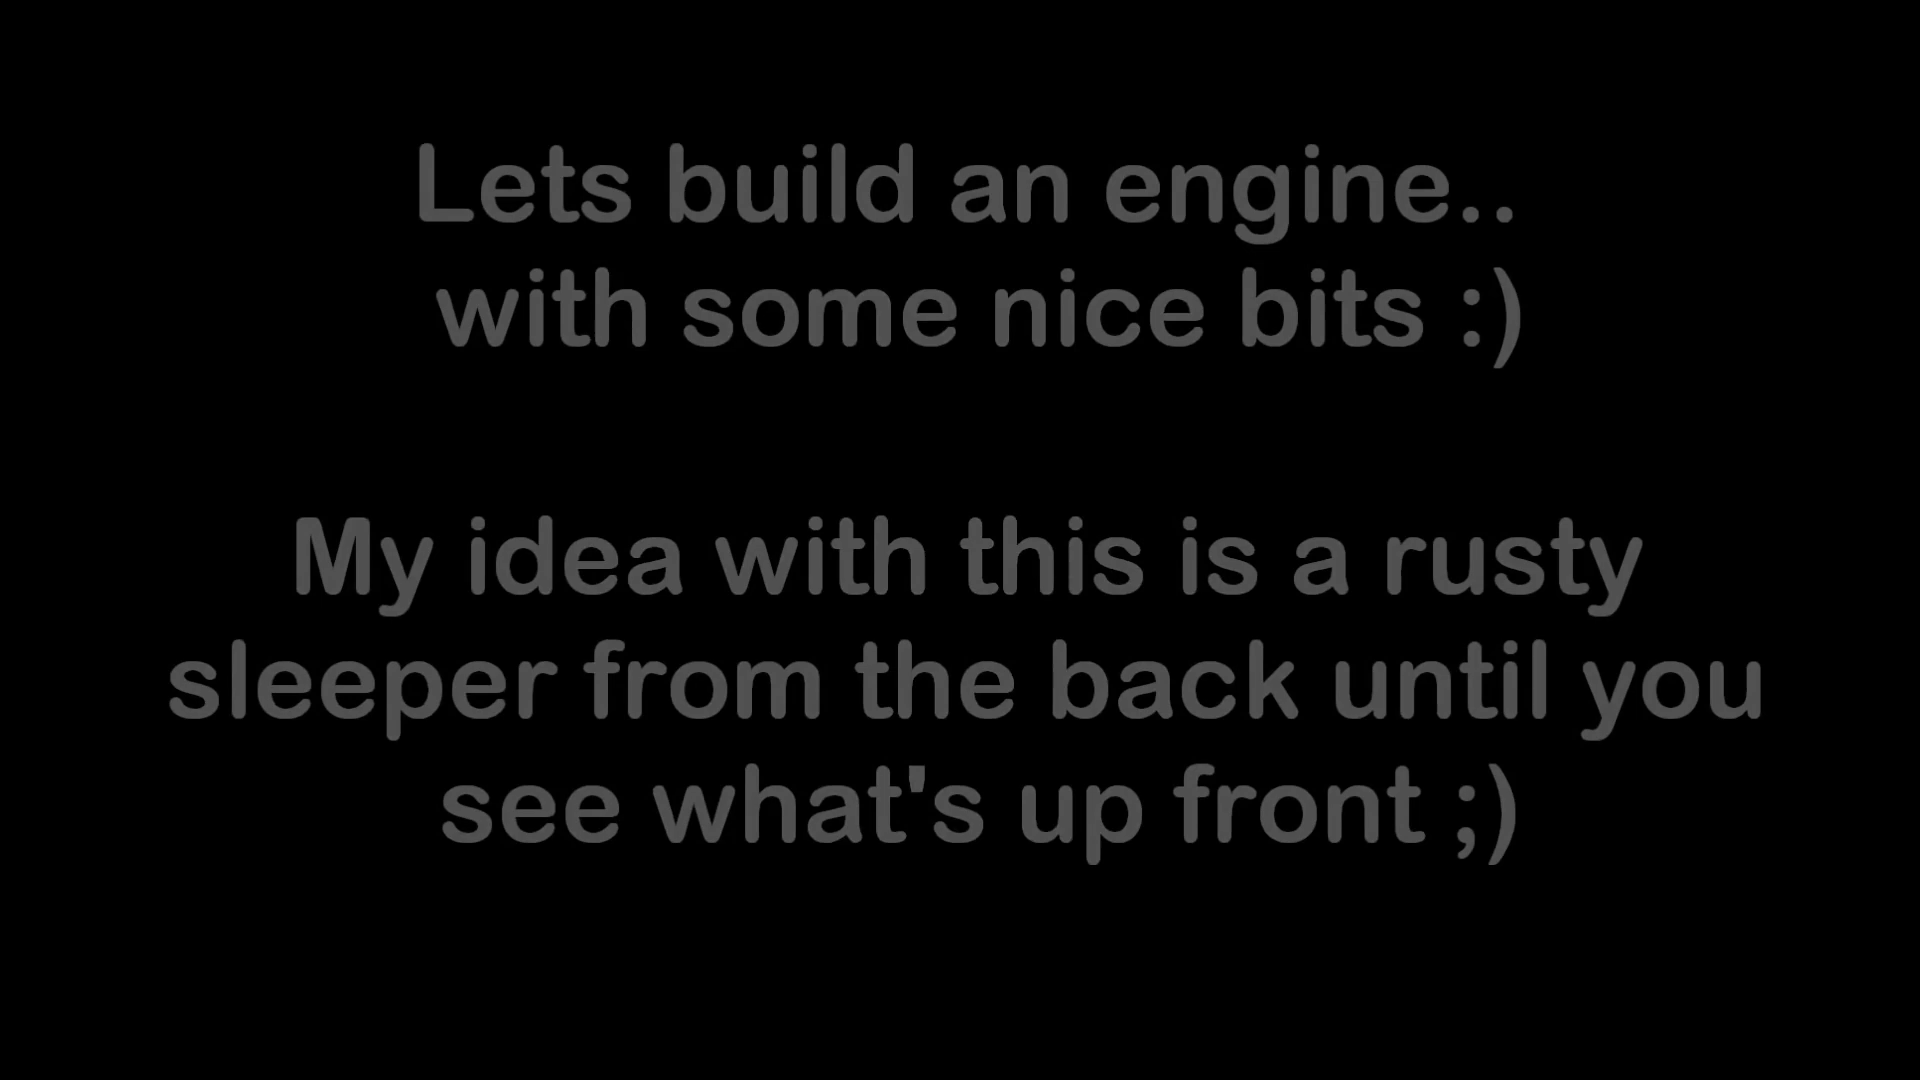 Lets build an engine..
with some nice bits :)
My idea with this is a rusty
sleeper from the back until you
see what's up front ;)